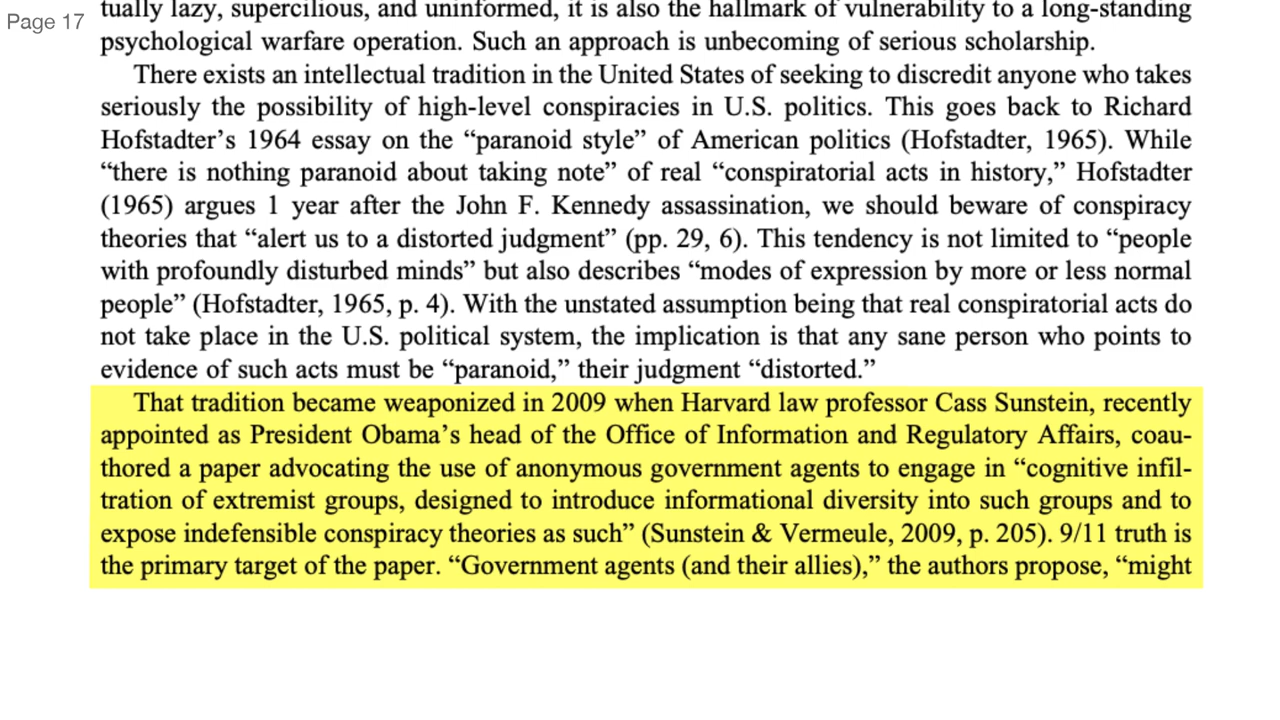 Page 17
tually lazy, supercilious, and uninformed, it is also the hallmark of vulnerability to a long-standing
psychological warfare operation. Such an approach is unbecoming of serious scholarship.
There exists an intellectual tradition in the United States of seeking to discredit anyone who takes
seriously the possibility of high-level conspiracies in U.S. politics. This goes back to Richard
Hofstadter’s 1964 essay on the “paranoid style” of American politics (Hofstadter, 1965). While
“there is nothing paranoid about taking note” of real “conspiratorial acts in history,” Hofstadter
(1965) argues 1 year after the John F. Kennedy assassination, we should beware of conspiracy
theories that “alert us to a distorted judgment” (pp. 29, 6). This tendency is not limited to “people
with profoundly disturbed minds” but also describes “modes of expression by more or less normal
people” (Hofstadter, 1965, p. 4). With the unstated assumption being that real conspiratorial acts do
not take place in the U.S. political system, the implication is that any sane person who points to
evidence of such acts must be “paranoid,” their judgment “distorted.”
That tradition became weaponized in 2009 when Harvard law professor Cass Sunstein, recently
appointed as President Obama’s head of the Office of Information and Regulatory Affairs, coau-
thored a paper advocating the use of anonymous government agents to engage in “cognitive infil-
tration of extremist groups, designed to introduce informational diversity into such groups and to
expose indefensible conspiracy theories as such” (Sunstein & Vermeule, 2009, p. 205). 9/11 truth is
the primary target of the paper. “Government agents (and their allies),” the authors propose, “might